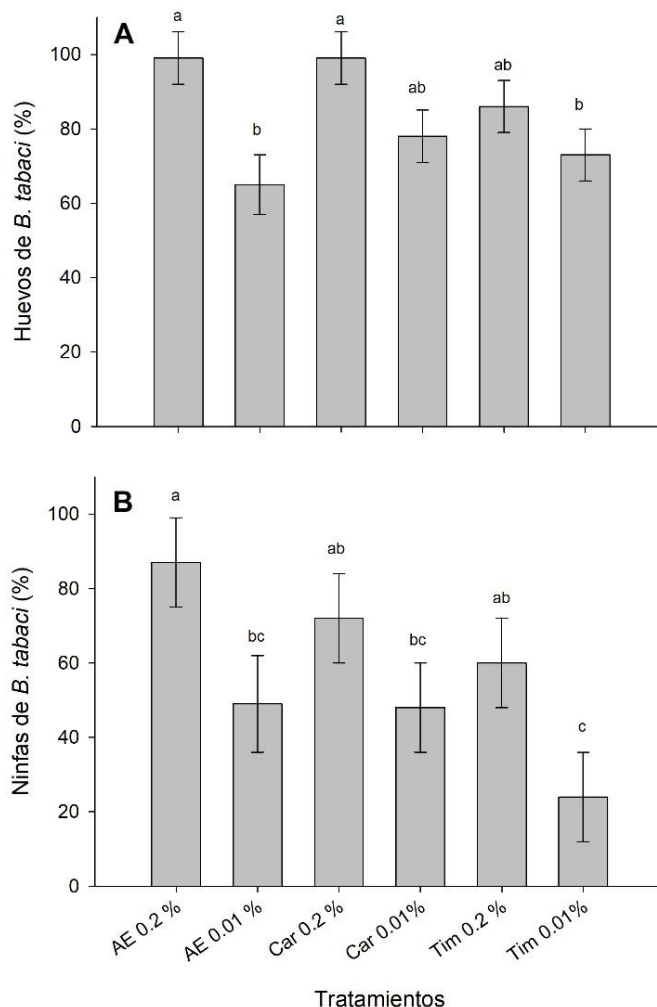 A
Huevos de B. tabaci (%)
100
80
60
40
20
0
a
b
a
ab
ab
b
B
Ninfas de B. tabaci (%)
100
80
60
40
20
0
a
bc
ab
bc
ab
c
AE 0.2 %
AE 0.01 %
Car 0.2 %
Car 0.01%
Tim 0.2 %
Tim 0.01%
Tratamientos